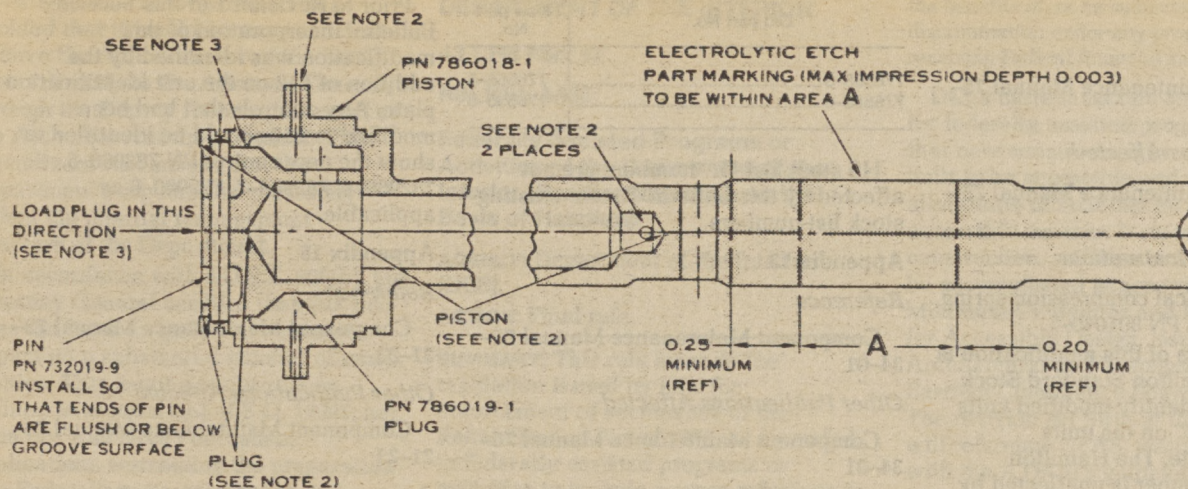 SEE NOTE 2
SEE NOTE 3
PN 786018-1
PISTON
ELECTROLYTIC ETCH
PART MARKING (MAX IMPRESSION DEPTH 0.003)
TO BE WITHIN AREA A
SEE NOTE 2
2 PLACES
LOAD PLUG IN THIS
DIRECTION
(SEE NOTE 3)
PISTON
(SEE NOTE 2)
0.25
MINIMUM
(REF)
A
0.20
MINIMUM
(REF)
PIN
PN 732019-9
INSTALL SO
THAT ENDS OF PIN
ARE FLUSH OR BELOW
GROOVE SURFACE
PN 786019-1
PLUG
PLUG
(SEE NOTE 2)